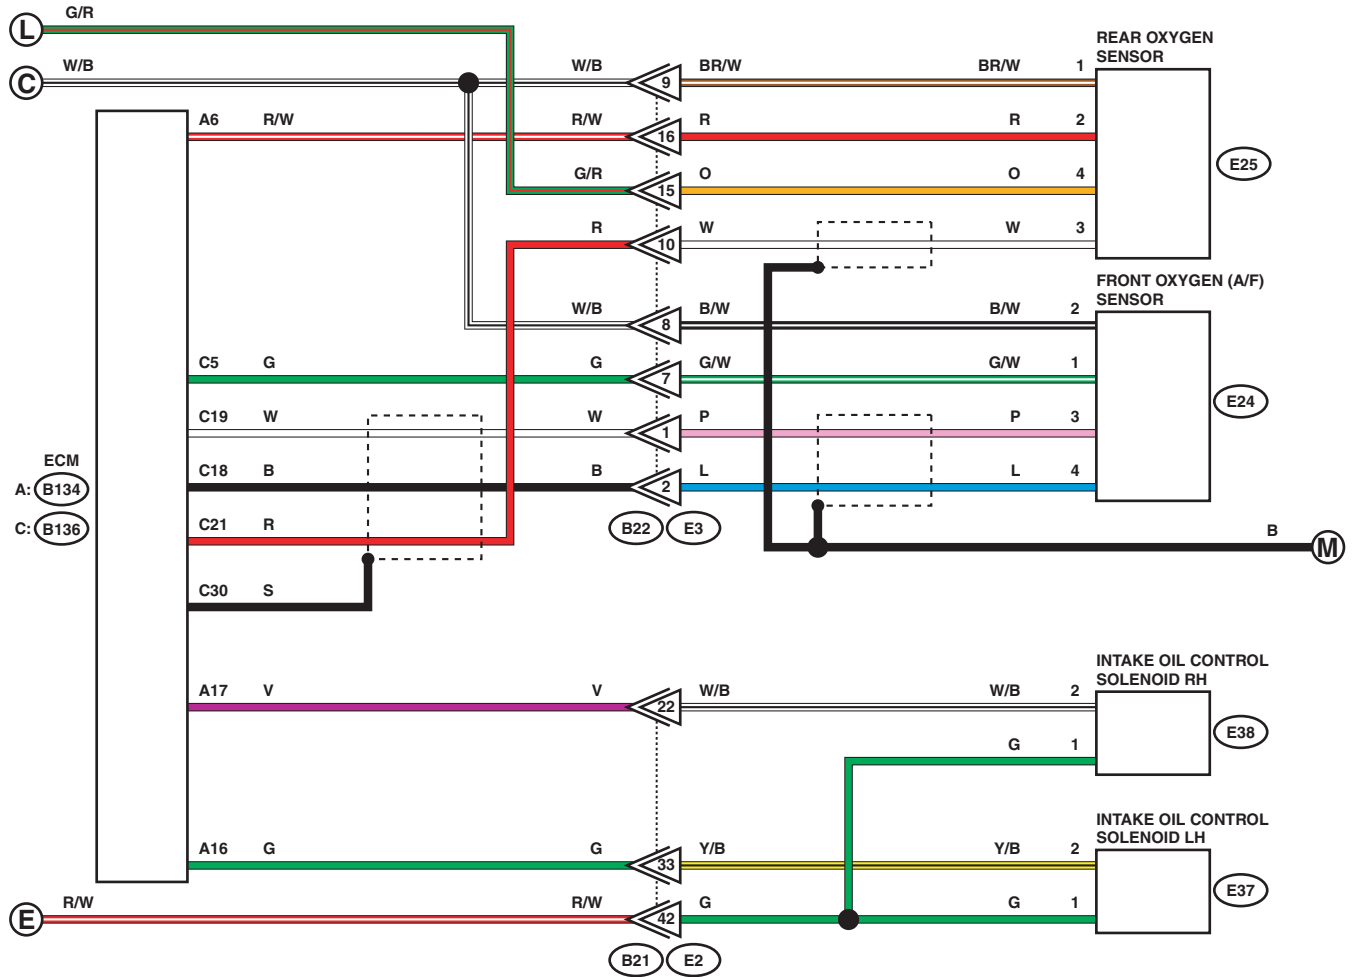 L G/R
REAR OXYGEN
SENSOR
C W/B W/B 9 BR/W BR/W 1
A6 R/W R/W 16 R R 2
E25
G/R 15 O O 4
R 10 W W 3
FRONT OXYGEN (A/F)
SENSOR
W/B 8 B/W B/W 2
C5 G G 7 G/W G/W 1
E24
C19 W W 1 P P 3
ECM
C18 B B 2 L L 4
A: B134
C: B136
C21 R
B22 E3
B M
C30 S
INTAKE OIL CONTROL
SOLENOID RH
A17 V V 22 W/B W/B 2
E38
G 1
INTAKE OIL CONTROL
SOLENOID LH
A16 G G 33 Y/B Y/B 2
E37
E R/W R/W 42 G G 1
B21 E2